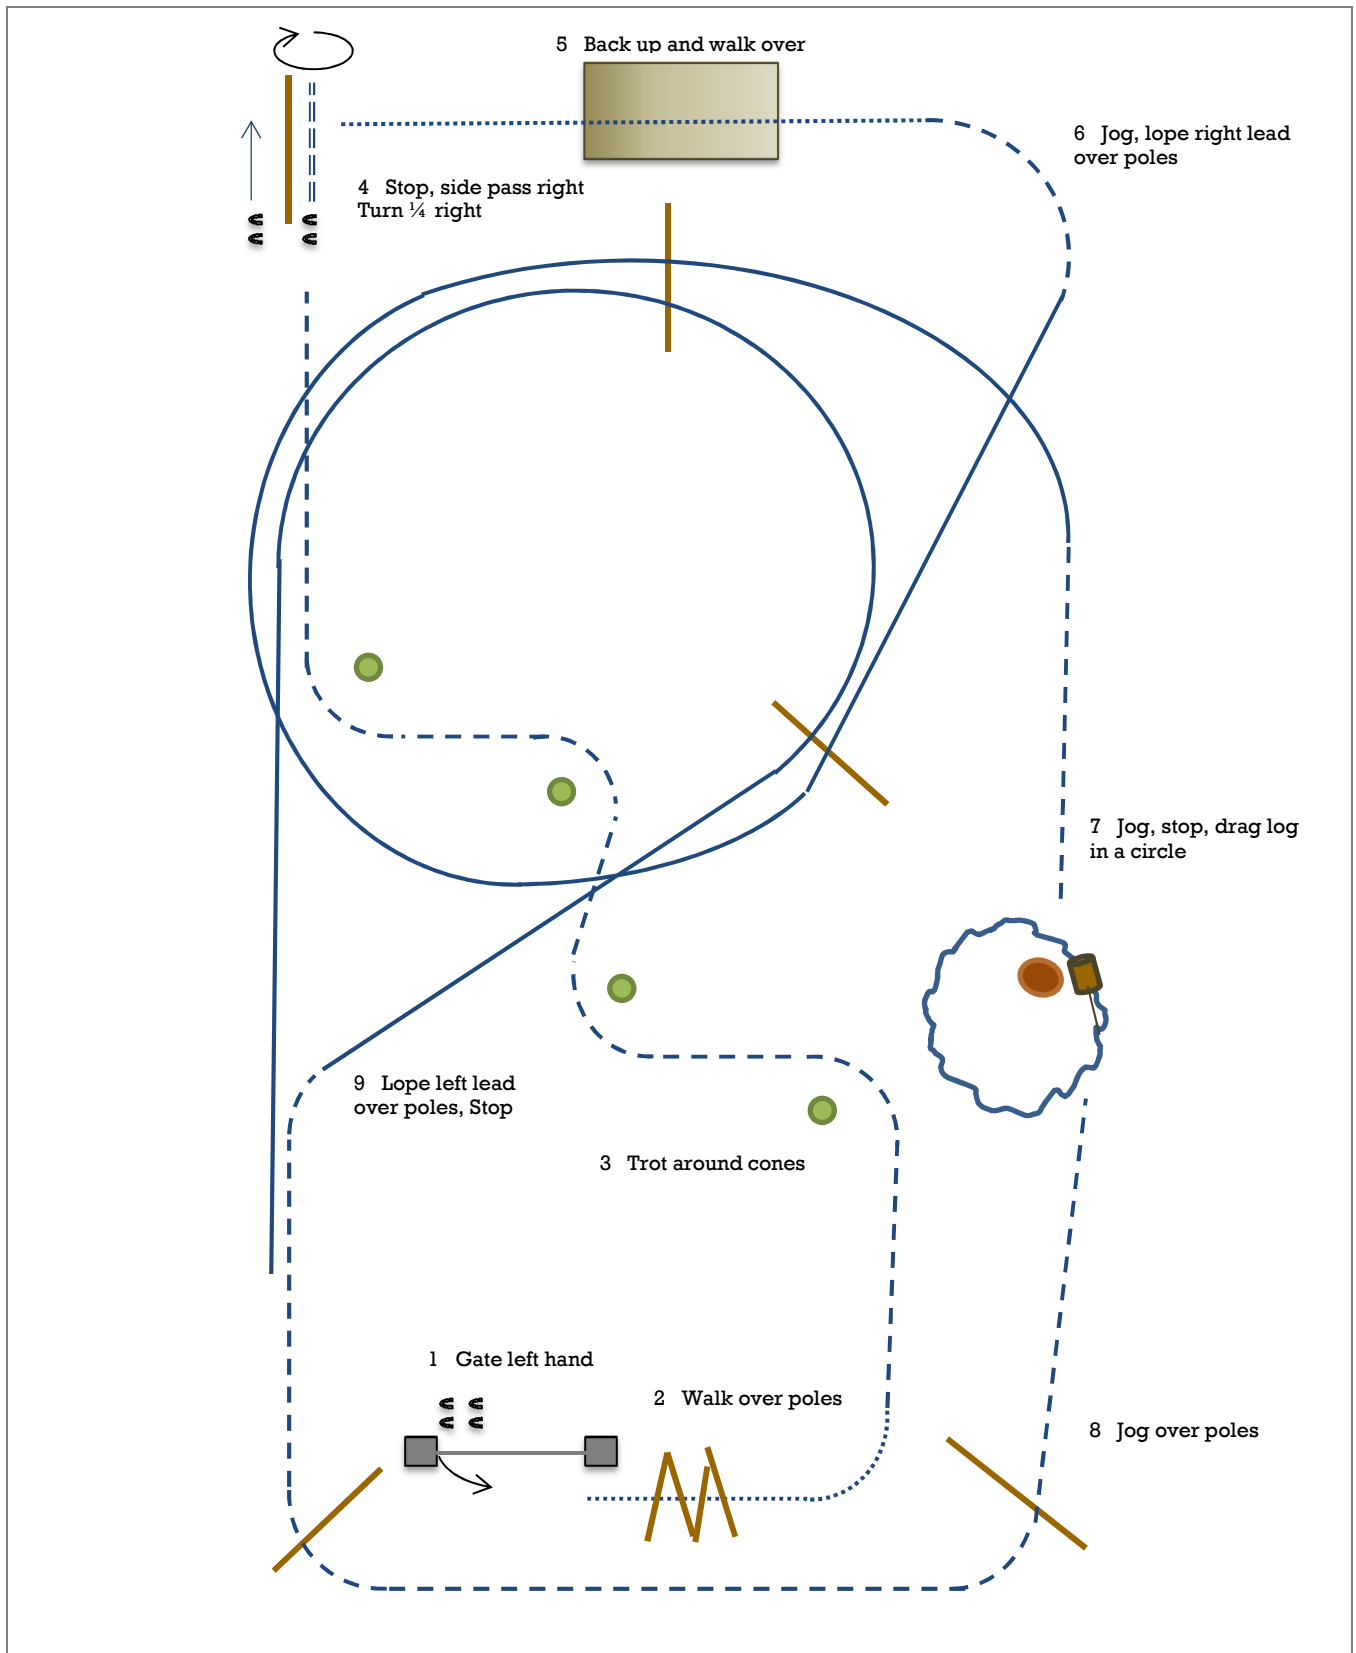 5 Back up and walk over
6 Jog, lope right lead
over poles
4 Stop, side pass right
Turn ¼ right
7 Jog, stop, drag log
in a circle
9 Lope left lead
over poles, Stop
3 Trot around cones
1 Gate left hand
2 Walk over poles
8 Jog over poles